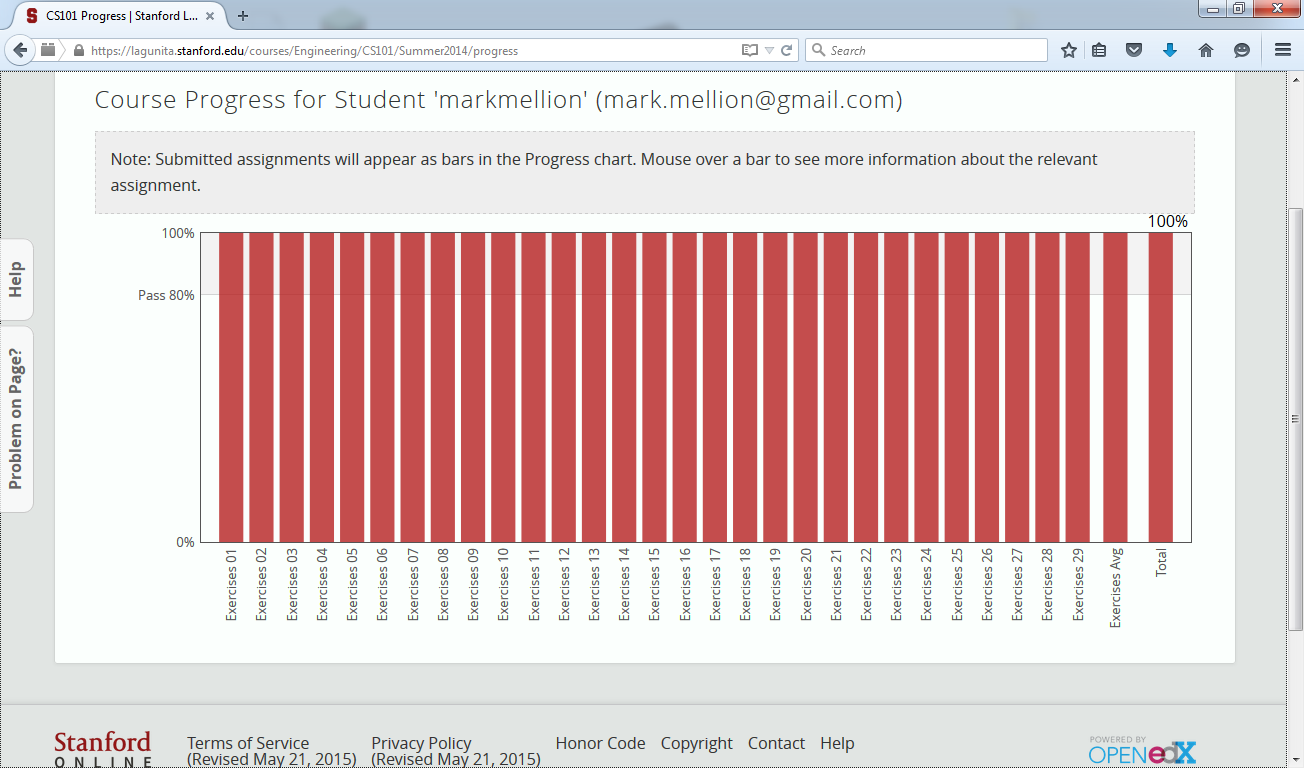 CS101 Progress | Stanford L...
https://lagunita.stanford.edu/courses/Engineering/CS101/Summer2014/progress
Search
Course Progress for Student 'markmellion' (mark.mellion@gmail.com)
Note: Submitted assignments will appear as bars in the Progress chart. Mouse over a bar to see more information about the relevant
assignment.
100%
100%
Pass 80%
0%
Help
Problem on Page?
Exercises 01
Exercises 02
Exercises 03
Exercises 04
Exercises 05
Exercises 06
Exercises 07
Exercises 08
Exercises 09
Exercises 10
Exercises 11
Exercises 12
Exercises 13
Exercises 14
Exercises 15
Exercises 16
Exercises 17
Exercises 18
Exercises 19
Exercises 20
Exercises 21
Exercises 22
Exercises 23
Exercises 24
Exercises 25
Exercises 26
Exercises 27
Exercises 28
Exercises 29
Exercises Avg
Total
Stanford
ONLINE
Terms of Service
(Revised May 21, 2015)
Privacy Policy
(Revised May 21, 2015)
Honor Code
Copyright
Contact
Help
POWERED BY
OPEN edX